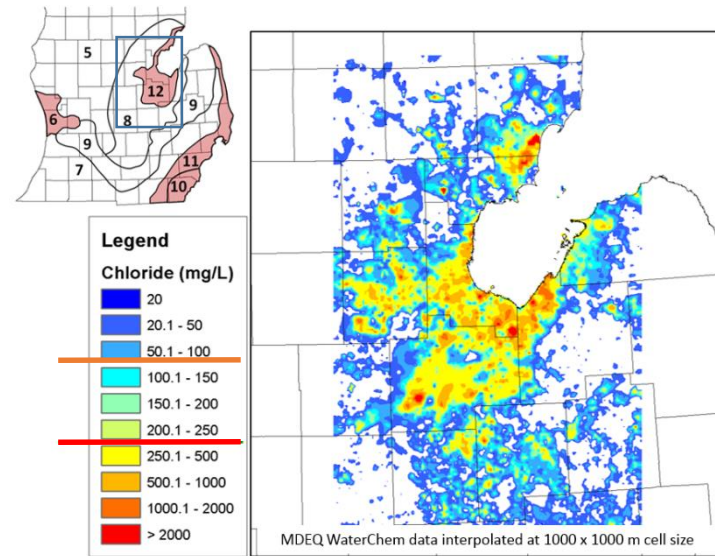 5
12
6
9
8
9
7
11
10
Legend
Chloride (mg/L)
20
20.1 - 50
50.1 - 100
100.1 - 150
150.1 - 200
200.1 - 250
250.1 - 500
500.1 - 1000
1000.1 - 2000
> 2000
MDEQ WaterChem data interpolated at 1000 x 1000 m cell size